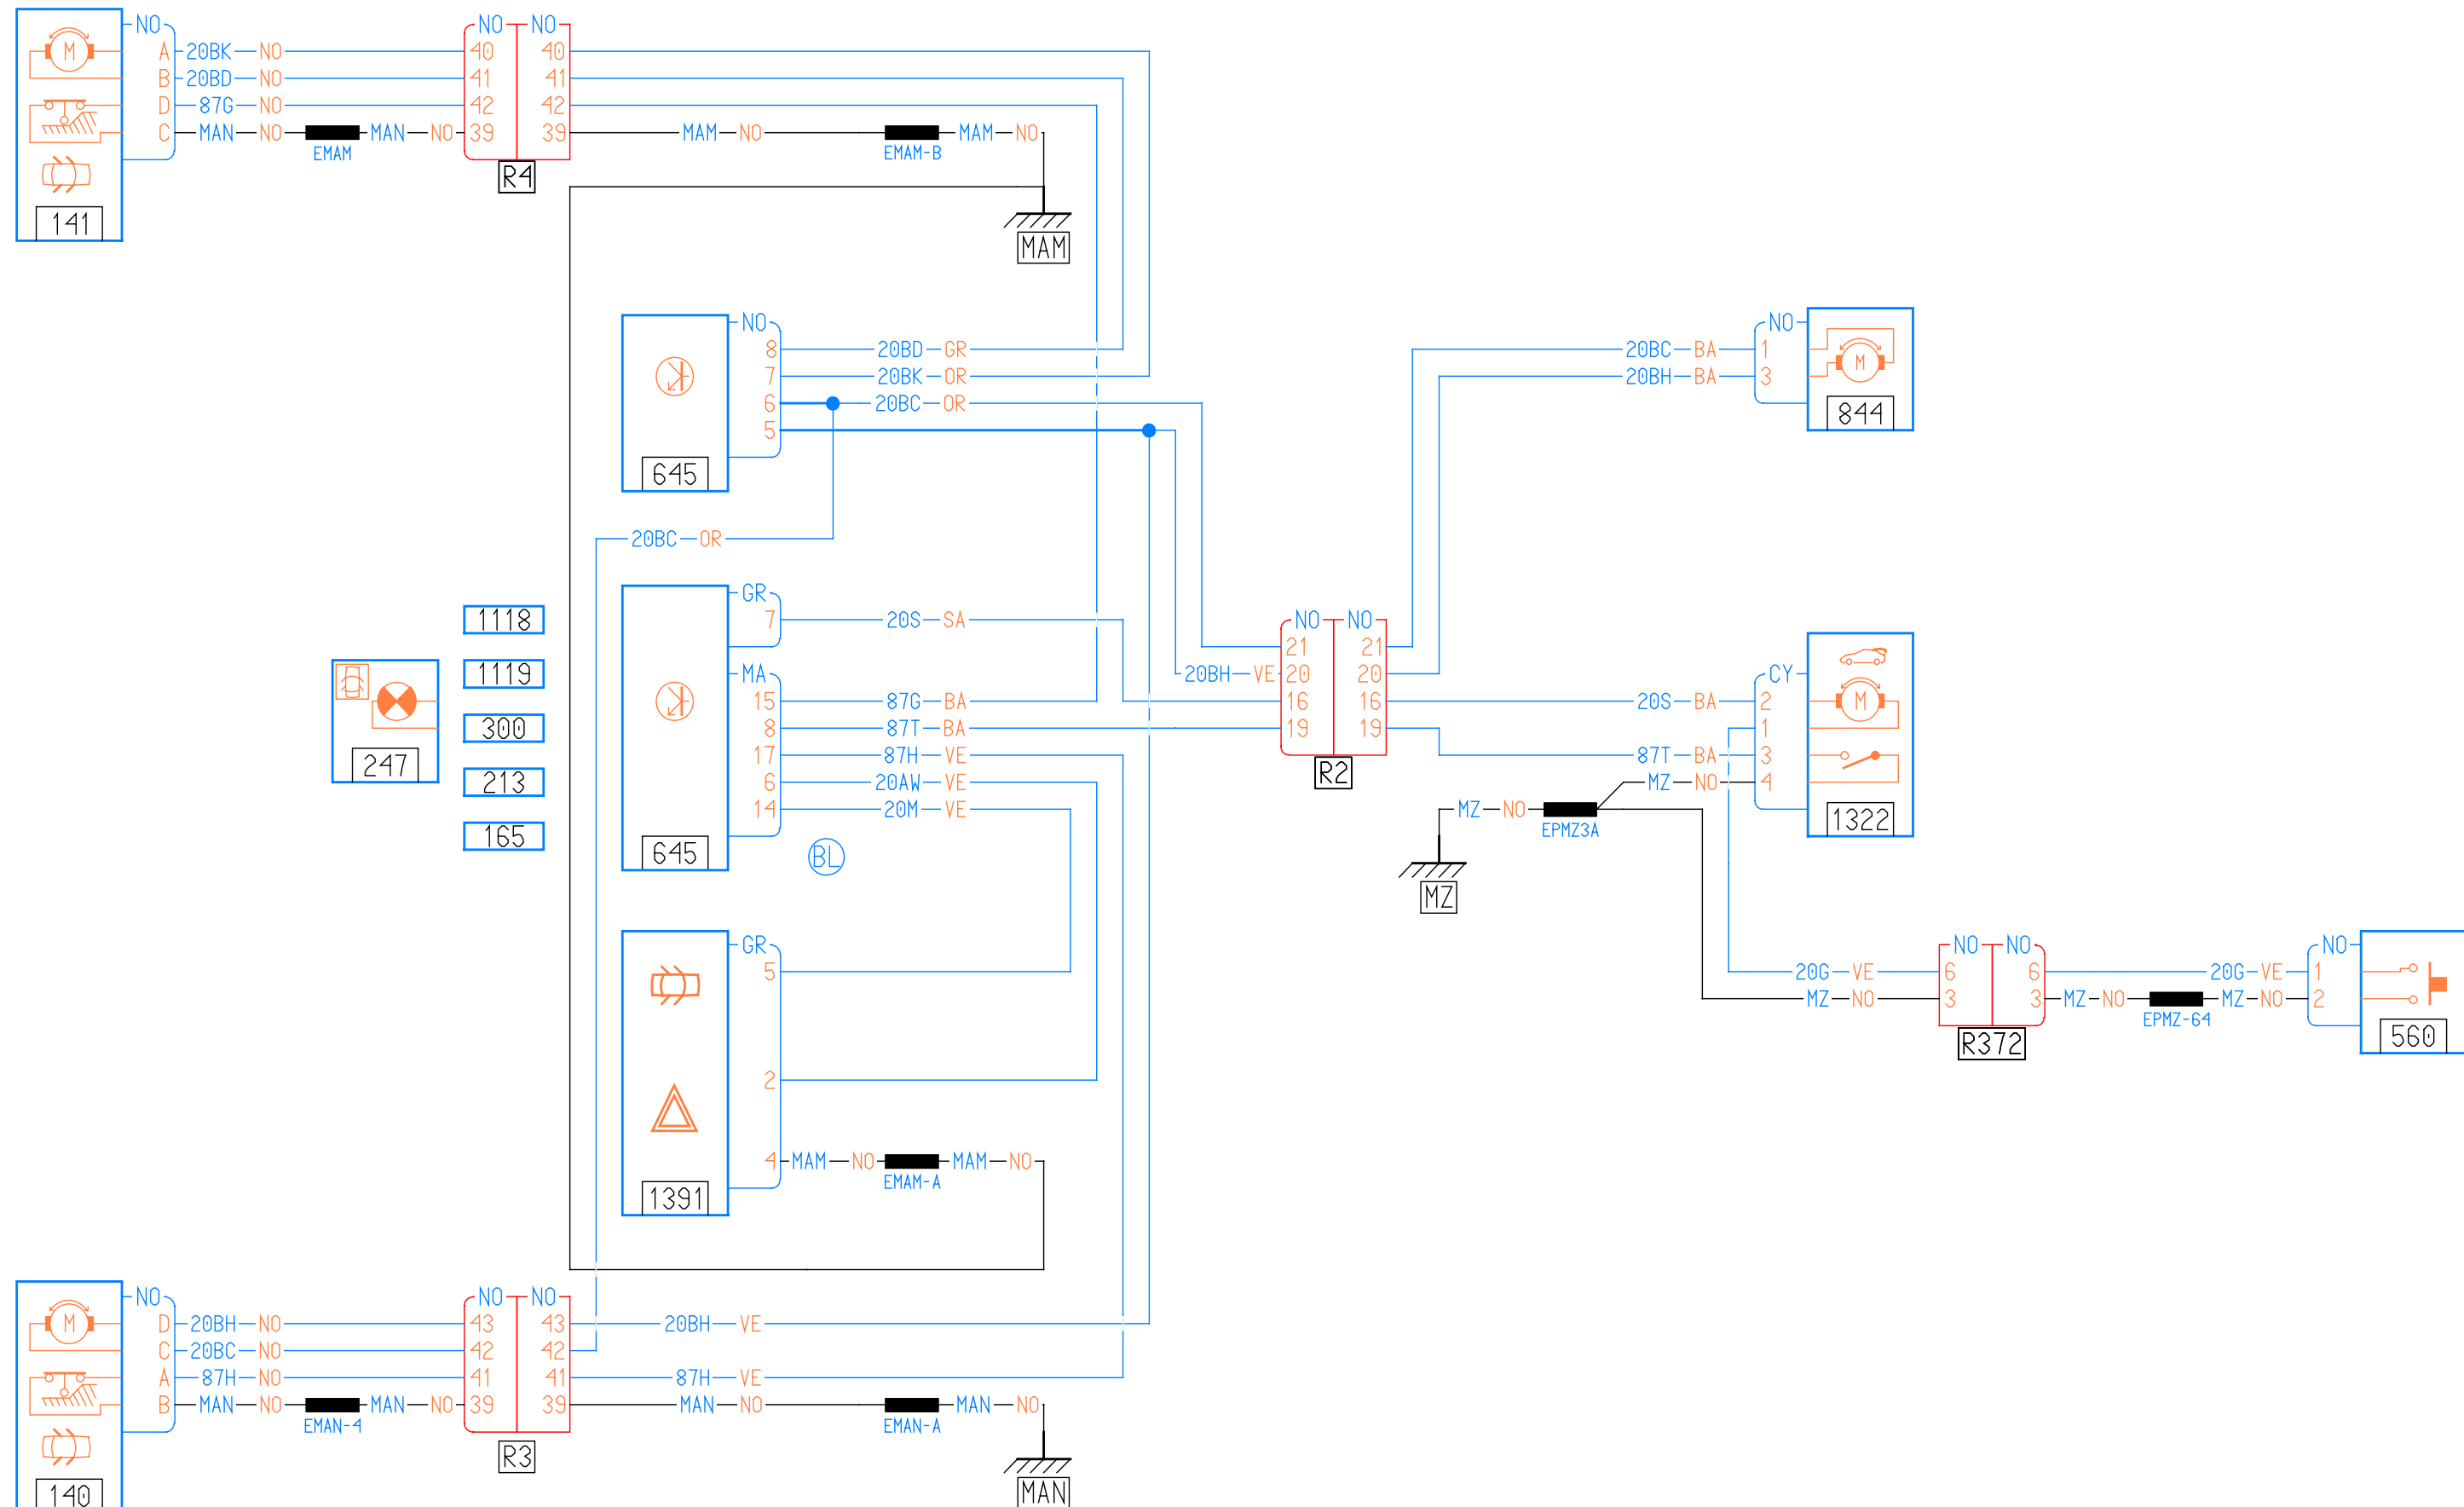 NO NO NO
M A 20BK NO 40 40
B 20BD NO 41 41
D 87G NO 42 42
C MAN NO MAN NO 39 39 MAM NO MAM NO
EMAM EMAM-B
R4
141
MAM
NO NO
8 20BD GR 20BC BA 1
7 20BK OR 20BH BA 3 M
6 20BC OR
844
5
645
20BC OR
GR
1118 7 20S SA NO NO
21 21
1119 MA 20BH VE 20 20 CY
15 87G BA 16 16 20S BA 2 M
300 8 87T BA 19 19 1
17 87H VE 87T BA 3
247 R2
213 6 20AW VE MZ NO 4
14 20M VE MZ NO
EPMZ3A 1322
165 645 BL
MZ
GR NO NO NO
5 20G VE 6 6 20G VE 1
MZ NO 3 3 MZ NO MZ NO 2
EPMZ-64
R372 560
2
4 MAM NO MAM NO
EMAM-A
1391
NO NO NO
M D 20BH NO 43 43 20BH VE
C 20BC NO 42 42
A 87H NO 41 41 87H VE
B MAN NO MAN NO 39 39 MAN NO MAN NO
EMAN-4 EMAN-A
R3
140 MAN